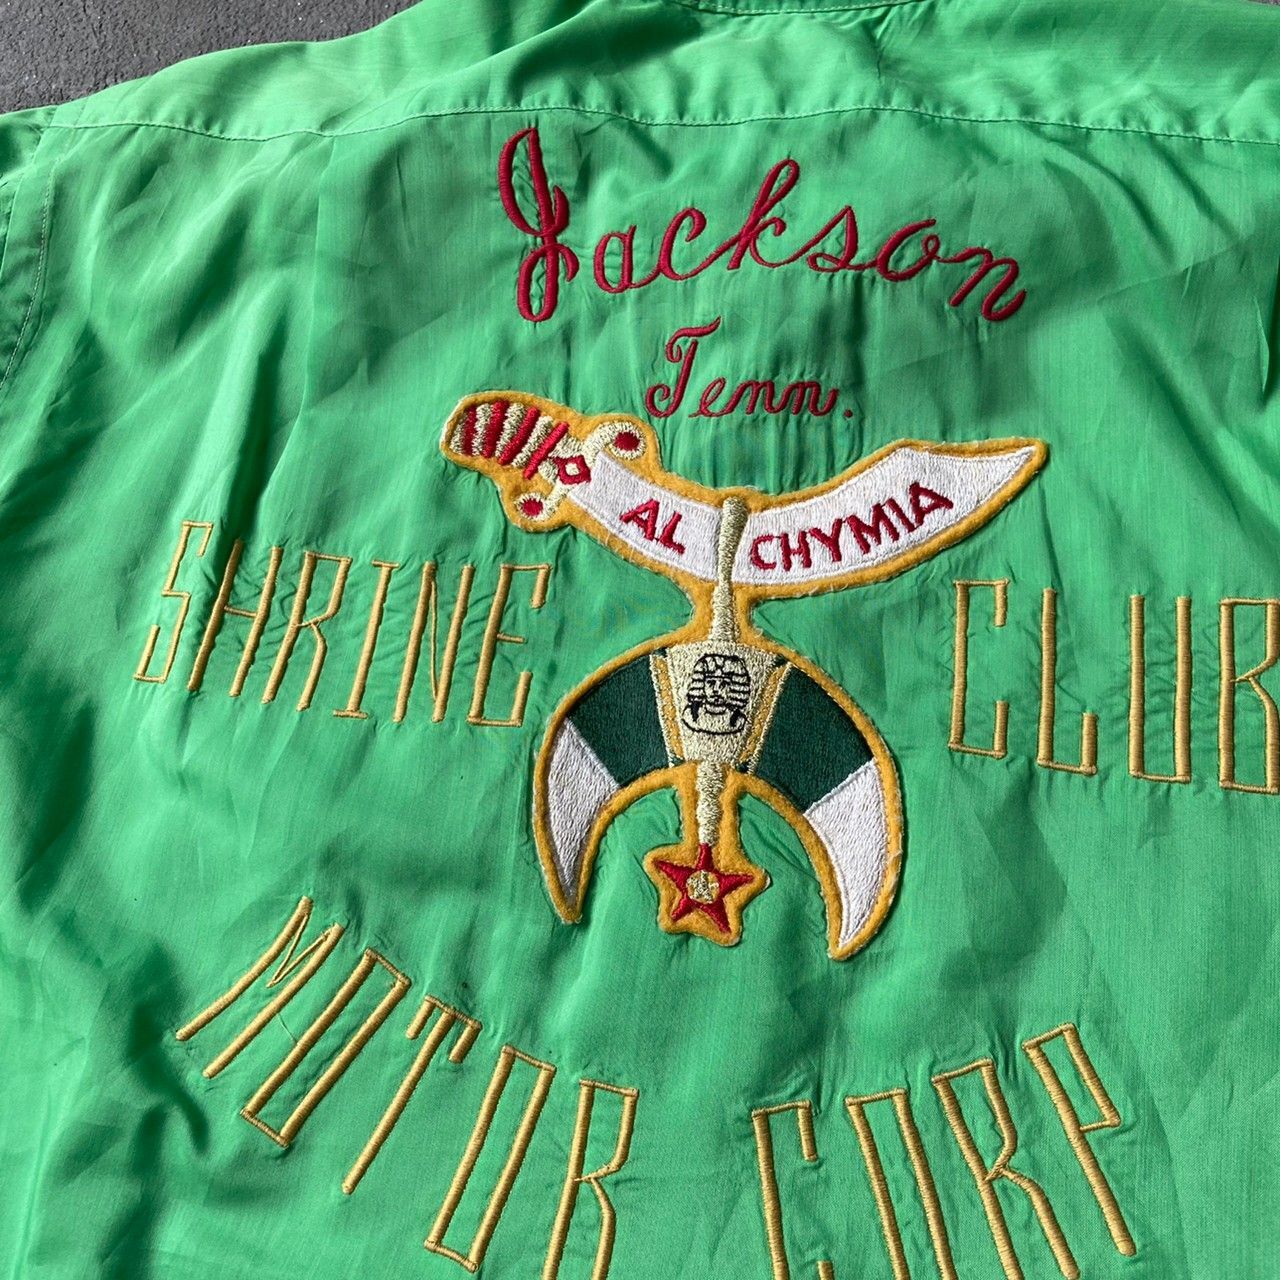 Jackson
Tenn.
AL CHYMIA
SHRINE CLUB
MOTOR CORP